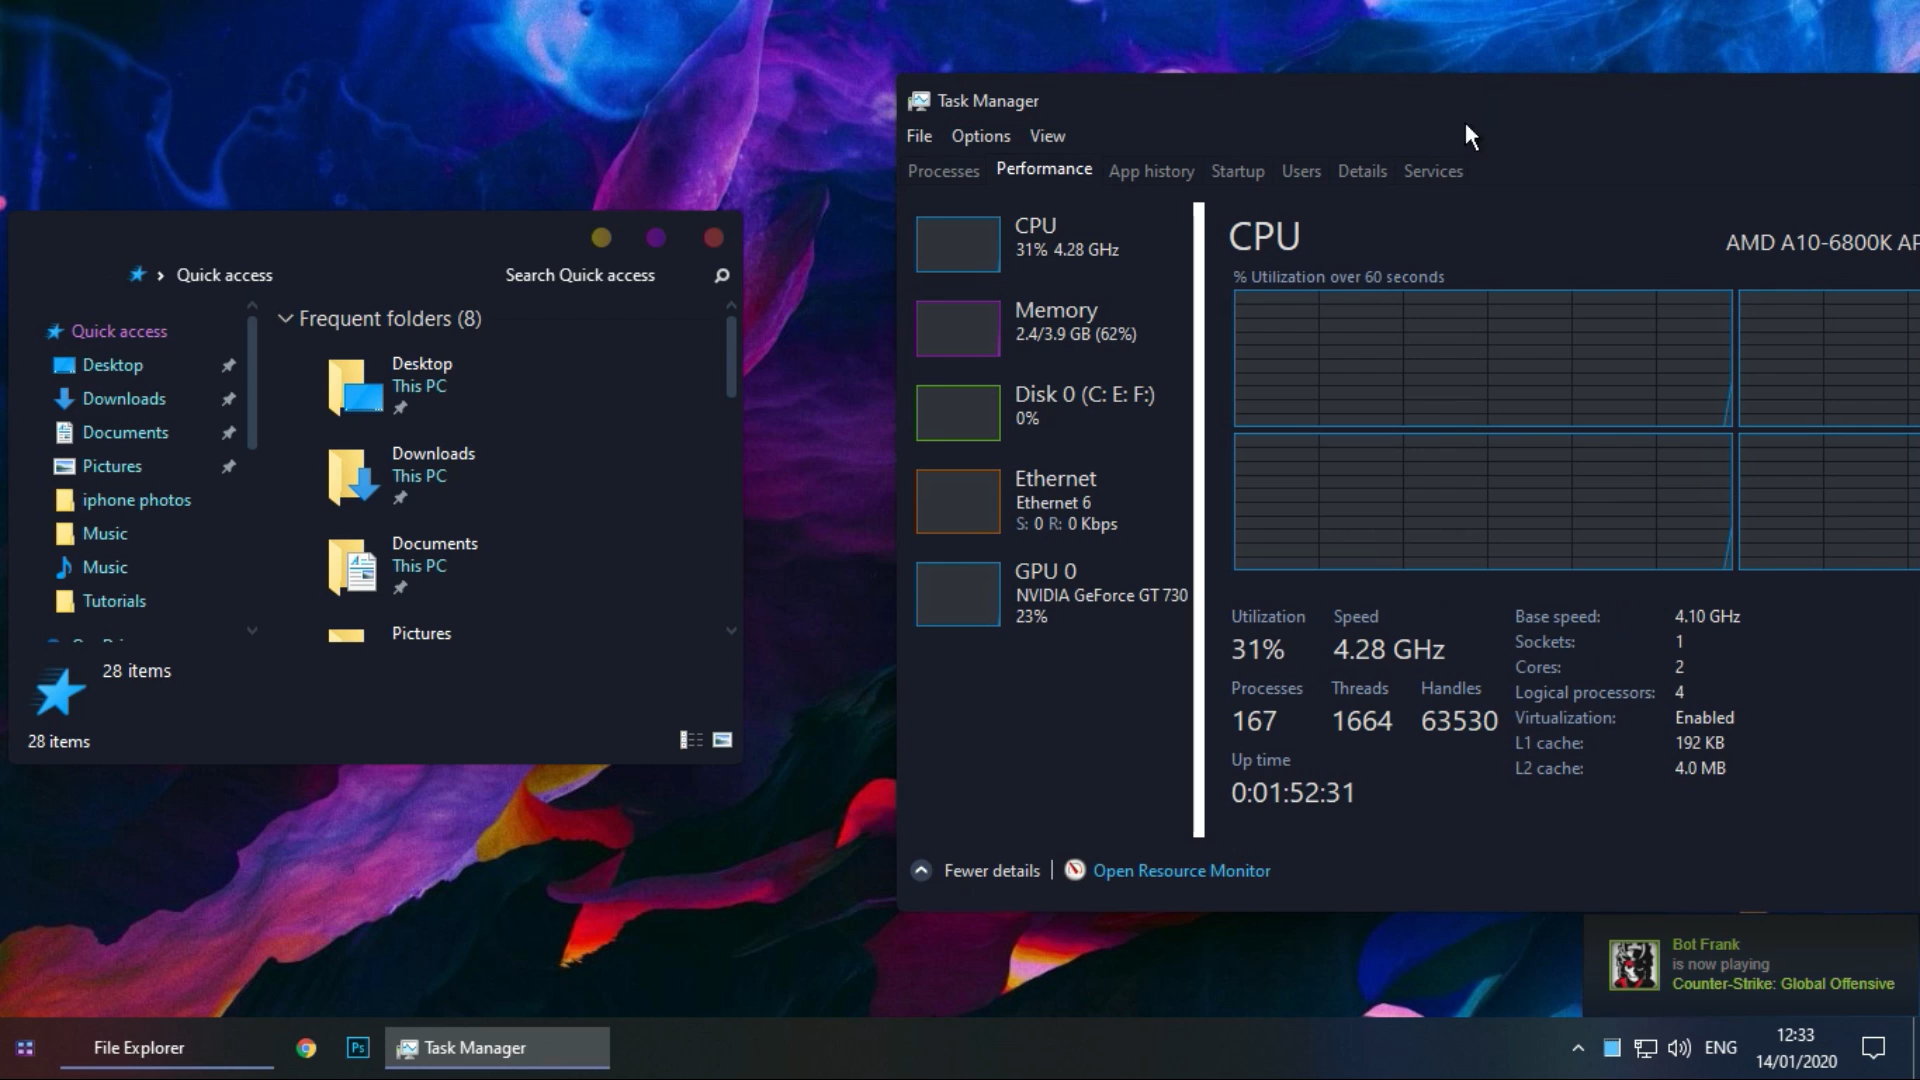 Task Manager
File Options View
Processes Performance App history Startup Users Details Services
Quick access
Search Quick access
Quick access
Desktop
Downloads
Documents
Pictures
iphone photos
Music
Music
Tutorials
Frequent folders (8)
Desktop
This PC
Downloads
This PC
Documents
This PC
Pictures
28 items
28 items
CPU
31% 4.28 GHz
Memory
2.4/3.9 GB (62%)
Disk 0 (C: E: F:)
0%
Ethernet
Ethernet 6
S: 0 R: 0 Kbps
GPU 0
NVIDIA GeForce GT 730
23%
CPU
AMD A10-6800K AP
% Utilization over 60 seconds
Utilization Speed
31% 4.28 GHz
Processes Threads Handles
167 1664 63530
Up time
0:01:52:31
Base speed: 4.10 GHz
Sockets: 1
Cores: 2
Logical processors: 4
Virtualization: Enabled
L1 cache: 192 KB
L2 cache: 4.0 MB
Fewer details Open Resource Monitor
Bot Frank
is now playing
Counter-Strike: Global Offensive
File Explorer
Ps
Task Manager
ENG
12:33
14/01/2020